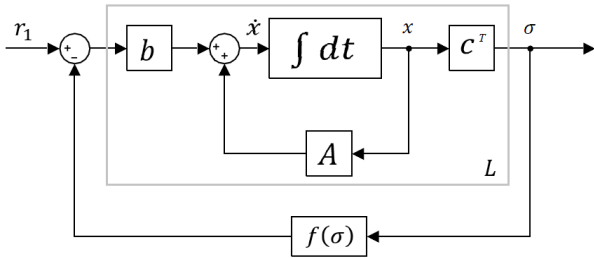 r₁
+
−
b
+
+
ẋ
∫ dt
x
cᵀ
σ
A
L
f(σ)